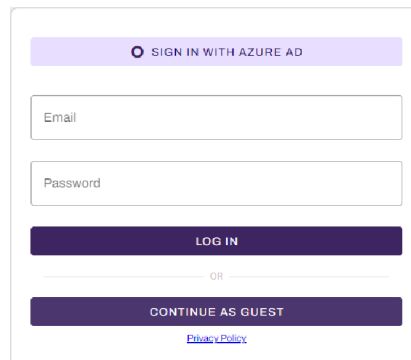 SIGN IN WITH AZURE AD
Email
Password
LOG IN
OR
CONTINUE AS GUEST
Privacy Policy